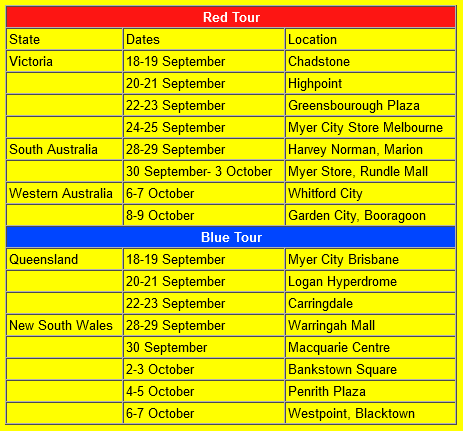 Red Tour
State Dates Location
Victoria 18-19 September Chadstone
20-21 September Highpoint
22-23 September Greensbourough Plaza
24-25 September Myer City Store Melbourne
South Australia 28-29 September Harvey Norman, Marion
30 September- 3 October Myer Store, Rundle Mall
Western Australia 6-7 October Whitford City
8-9 October Garden City, Booragoon
Blue Tour
Queensland 18-19 September Myer City Brisbane
20-21 September Logan Hyperdrome
22-23 September Carringdale
New South Wales 28-29 September Warringah Mall
30 September Macquarie Centre
2-3 October Bankstown Square
4-5 October Penrith Plaza
6-7 October Westpoint, Blacktown